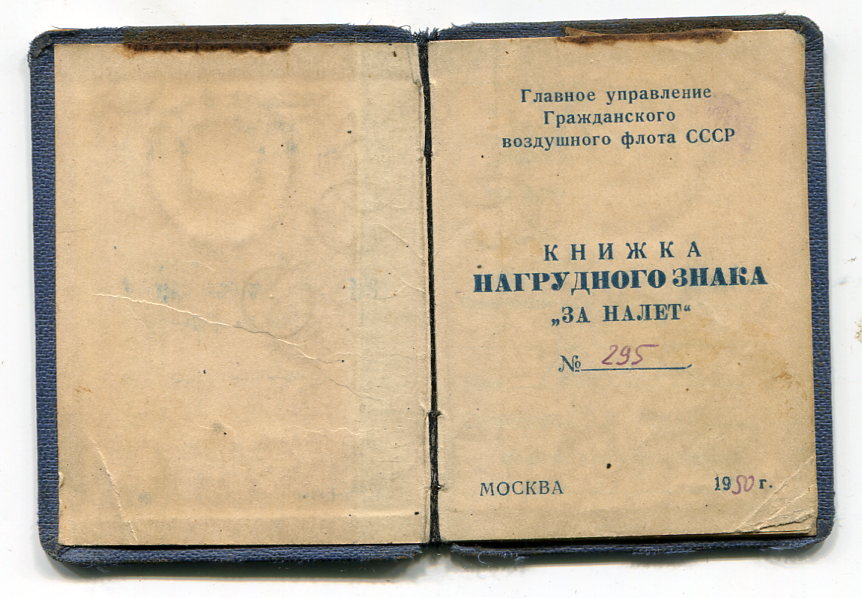 Главное управление
Гражданского
воздушного флота СССР
КНИЖКА
НАГРУДНОГО ЗНАКА
„ЗА НАЛЕТ“
№ 295
МОСКВА 1950 г.